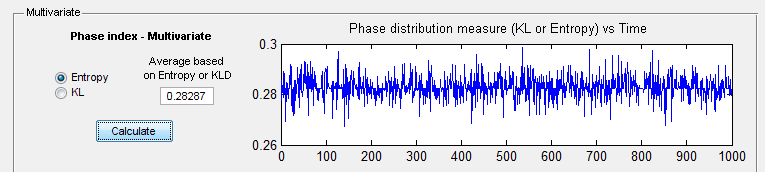 Multivariate
Phase index - Multivariate
Entropy
KL
Average based
on Entropy or KLD
0.28287
Calculate
Phase distribution measure (KL or Entropy) vs Time
0.3
0.28
0.26
0 100 200 300 400 500 600 700 800 900 1000